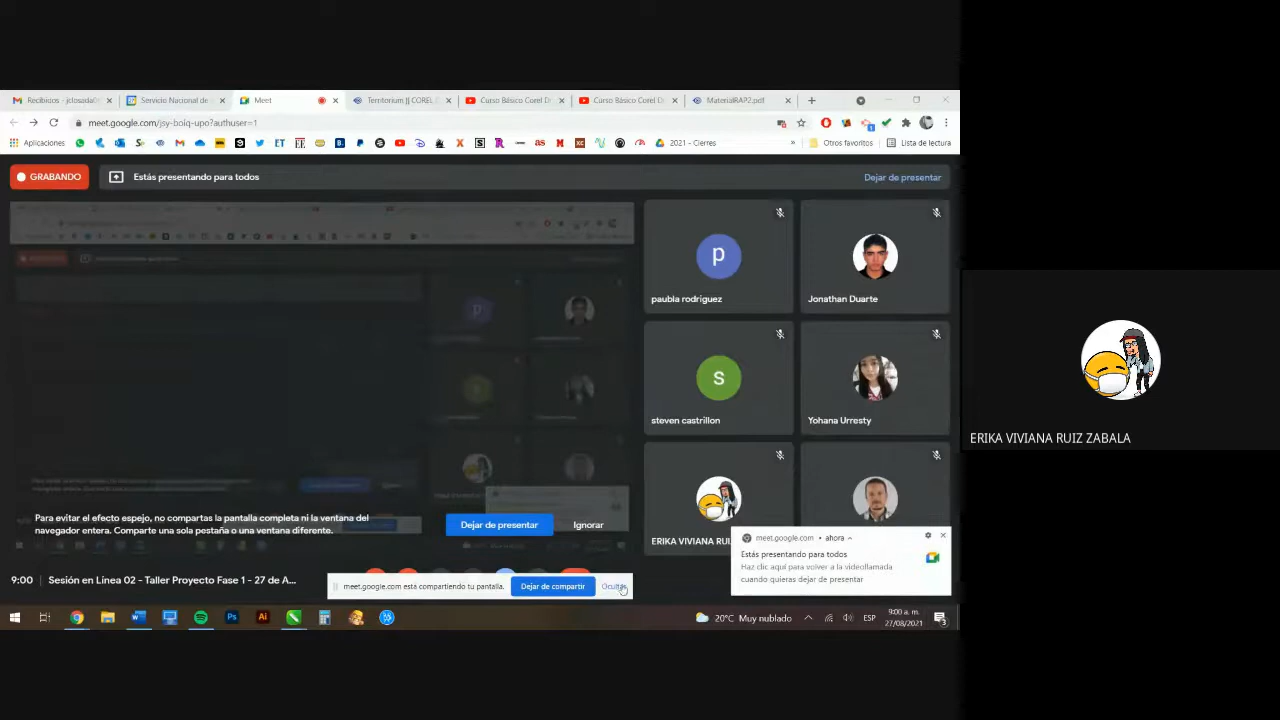 Recibidos - jclosada0
Servicio Nacional de
Meet
Territorium JJ COREL D
Curso Básico Corel Dr
Curso Básico Corel D
MaterialRAP2.pdf
meet.google.com/jsy-boiq-upo?authuser=1
Aplicaciones
2021 - Cierres
»
Otros favoritos
Lista de lectura
GRABANDO
Estás presentando para todos
Dejar de presentar
p
paubla rodriguez
Jonathan Duarte
s
steven castrillon
Yohana Urresty
ERIKA VIVIANA RUI
ERIKA VIVIANA RUIZ ZABALA
Para evitar el efecto espejo, no compartas la pantalla completa ni la ventana del
navegador entera. Comparte una sola pestaña o una ventana diferente.
Dejar de presentar
Ignorar
meet.google.com • ahora
Estás presentando para todos
Haz clic aquí para volver a la videollamada
cuando quieras dejar de presentar
9:00 | Sesión en Línea 02 - Taller Proyecto Fase 1 - 27 de A...
meet.google.com está compartiendo tu pantalla.
Dejar de compartir
Ocultar
20°C Muy nublado
ESP
9:00 a. m.
27/08/2021